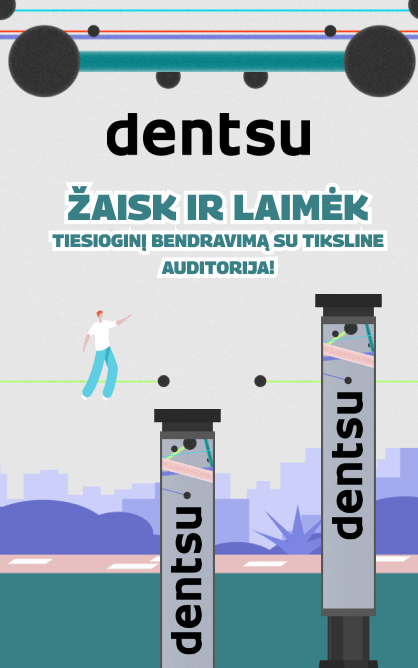 dentsu
ŽAISK IR LAIMĖK
TIESIOGINĮ BENDRAVIMĄ SU TIKSLINE
AUDITORIJA!
dentsu
dentsu